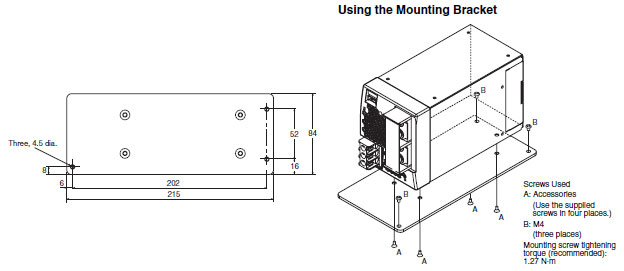 Using the Mounting Bracket
Three, 4.5 dia.
8
6
202
215
52
84
16
B
B
B
A
A
A
A
Screws Used
A: Accessories
(Use the supplied
screws in four places.)
B: M4
(three places)
Mounting screw tightening
torque (recommended):
1.27 N·m